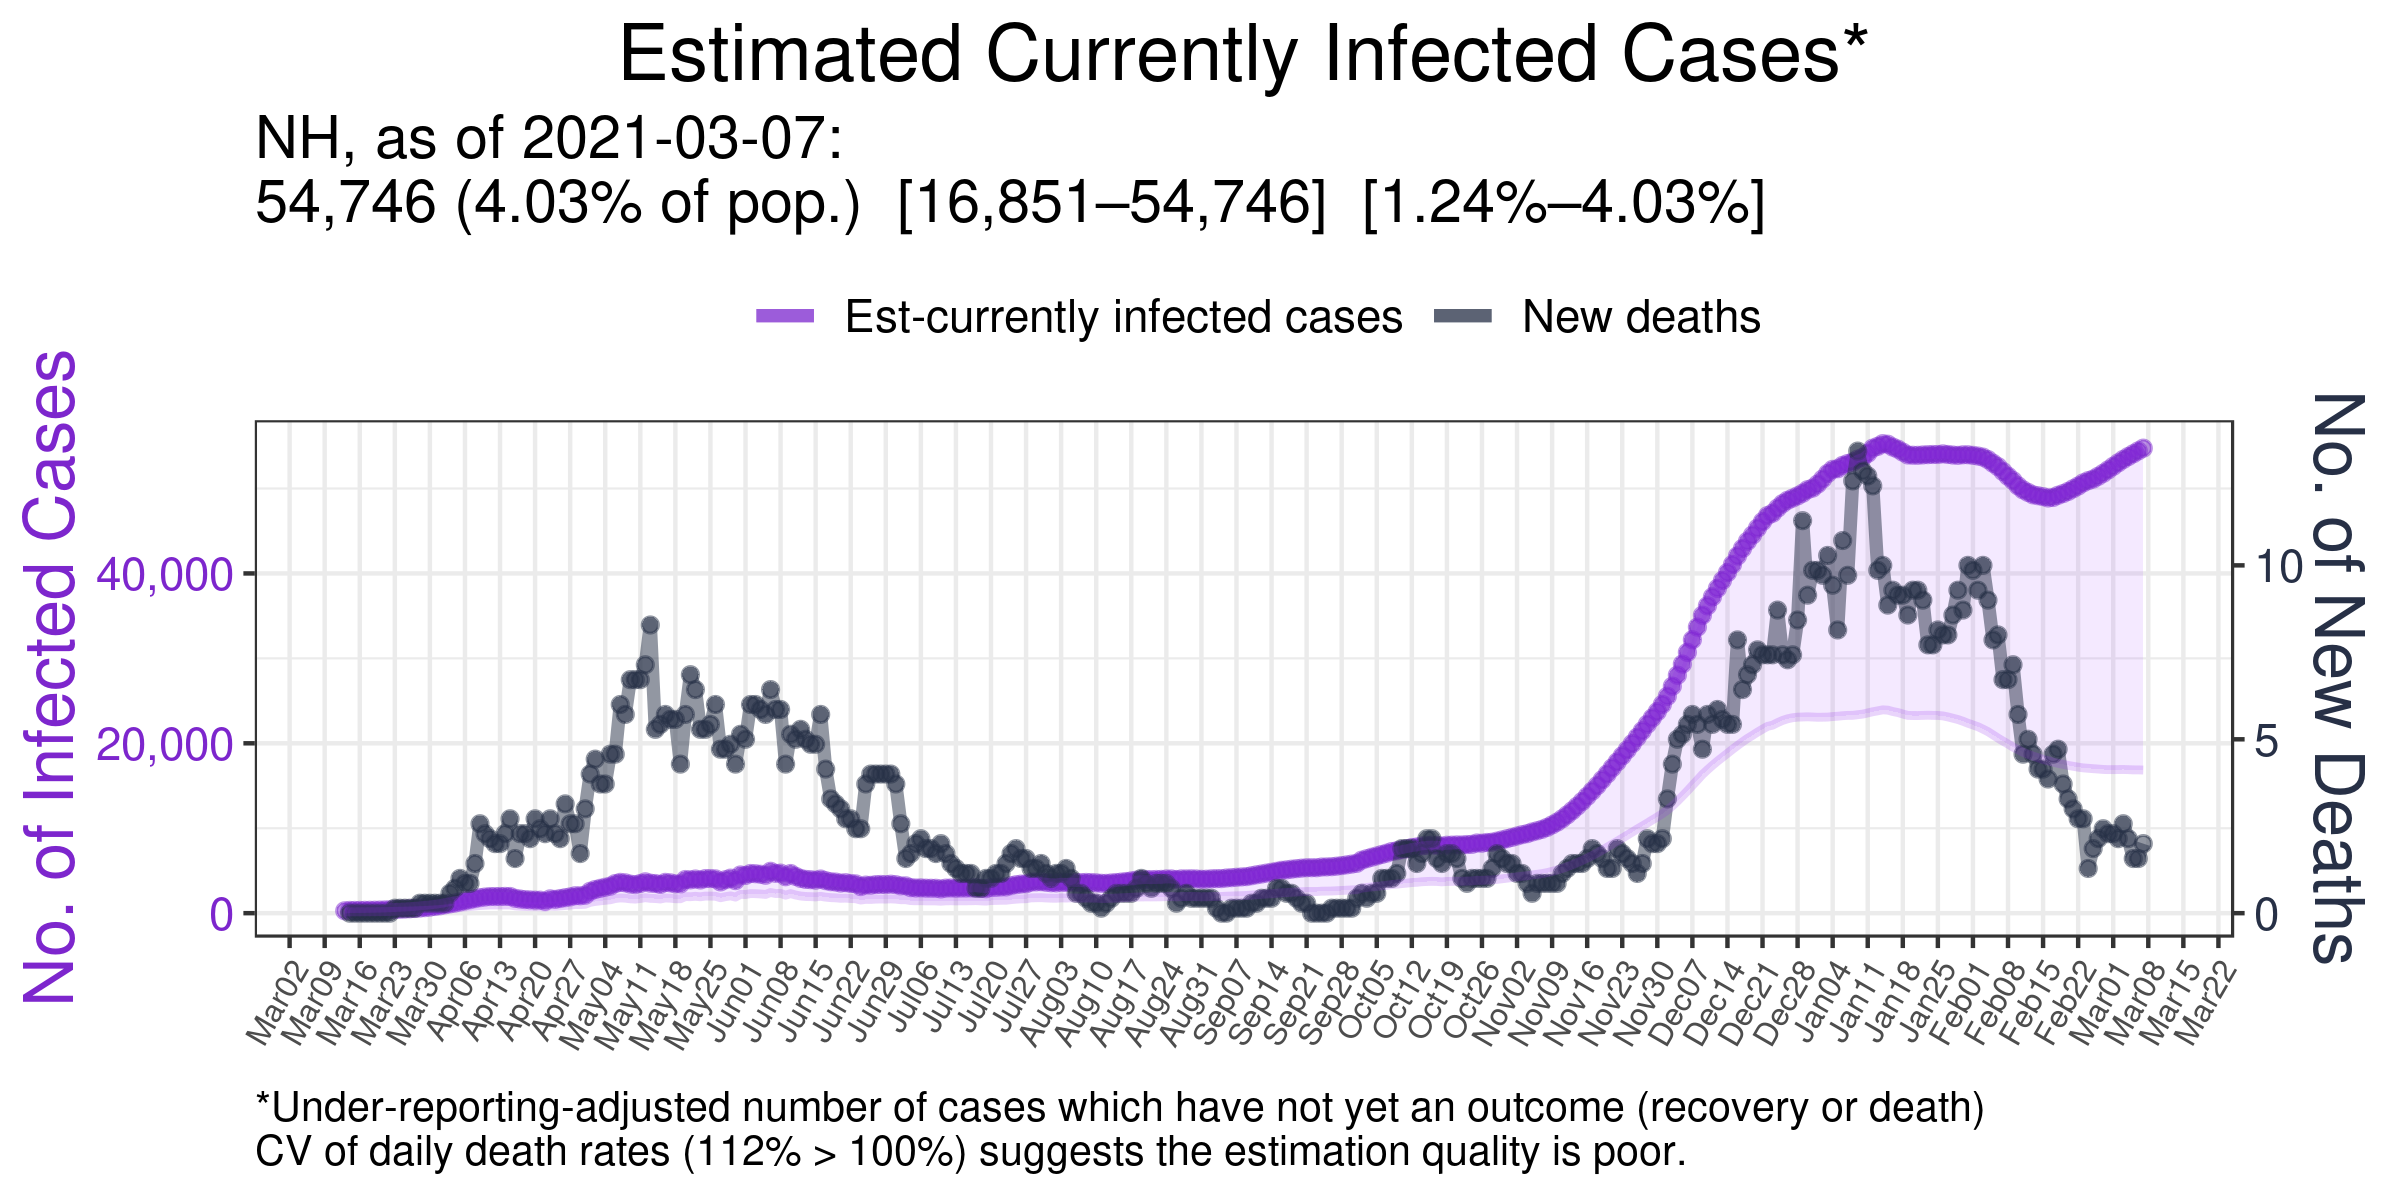 Estimated Currently Infected Cases*
NH, as of 2021-03-07:
54,746 (4.03% of pop.)  [16,851–54,746]  [1.24%–4.03%]
Est-currently infected cases
New deaths
No. of Infected Cases
40,000
20,000
0
No. of New Deaths
10
5
0
Mar02
Mar09
Mar16
Mar23
Mar30
Apr06
Apr13
Apr20
Apr27
May04
May11
May18
May25
Jun01
Jun08
Jun15
Jun22
Jun29
Jul06
Jul13
Jul20
Jul27
Aug03
Aug10
Aug17
Aug24
Aug31
Sep07
Sep14
Sep21
Sep28
Oct05
Oct12
Oct19
Oct26
Nov02
Nov09
Nov16
Nov23
Nov30
Dec07
Dec14
Dec21
Dec28
Jan04
Jan11
Jan18
Jan25
Feb01
Feb08
Feb15
Feb22
Mar01
Mar08
Mar15
Mar22
*Under-reporting-adjusted number of cases which have not yet an outcome (recovery or death)
CV of daily death rates (112% > 100%) suggests the estimation quality is poor.